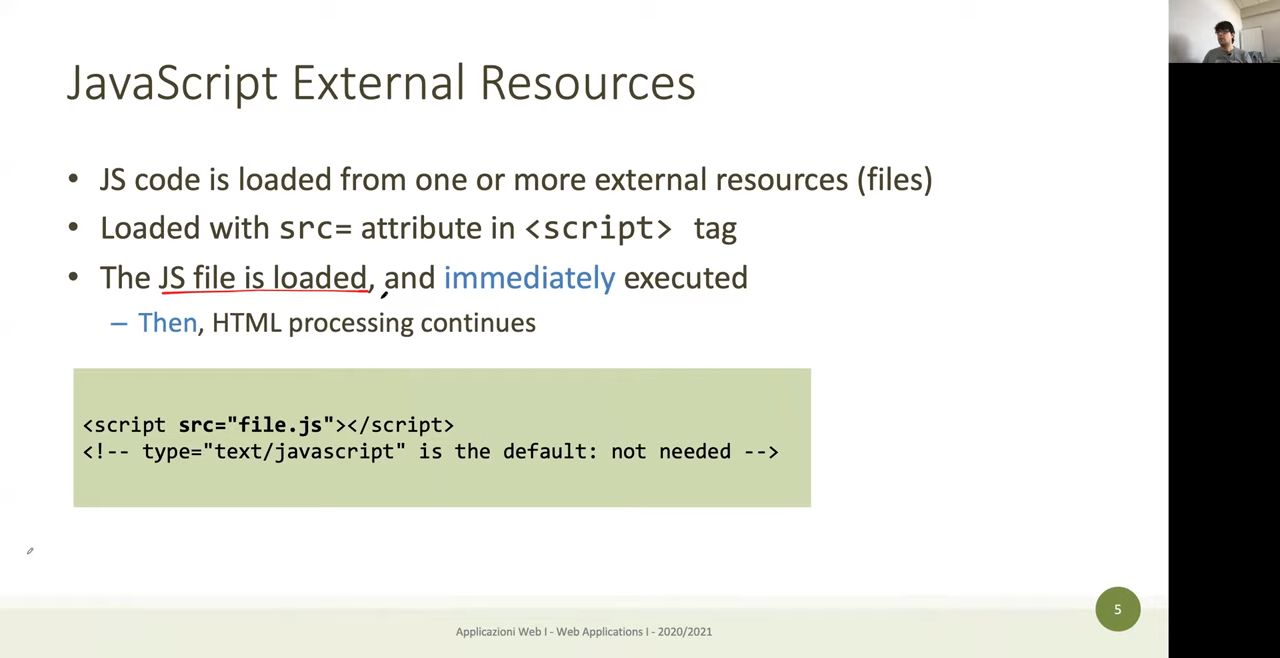 JavaScript External Resources
• JS code is loaded from one or more external resources (files)
• Loaded with src= attribute in <script> tag
• The JS file is loaded, and immediately executed
– Then, HTML processing continues
<script src="file.js"></script>
<!-- type="text/javascript" is the default: not needed -->
5
Applicazioni Web I - Web Applications I - 2020/2021